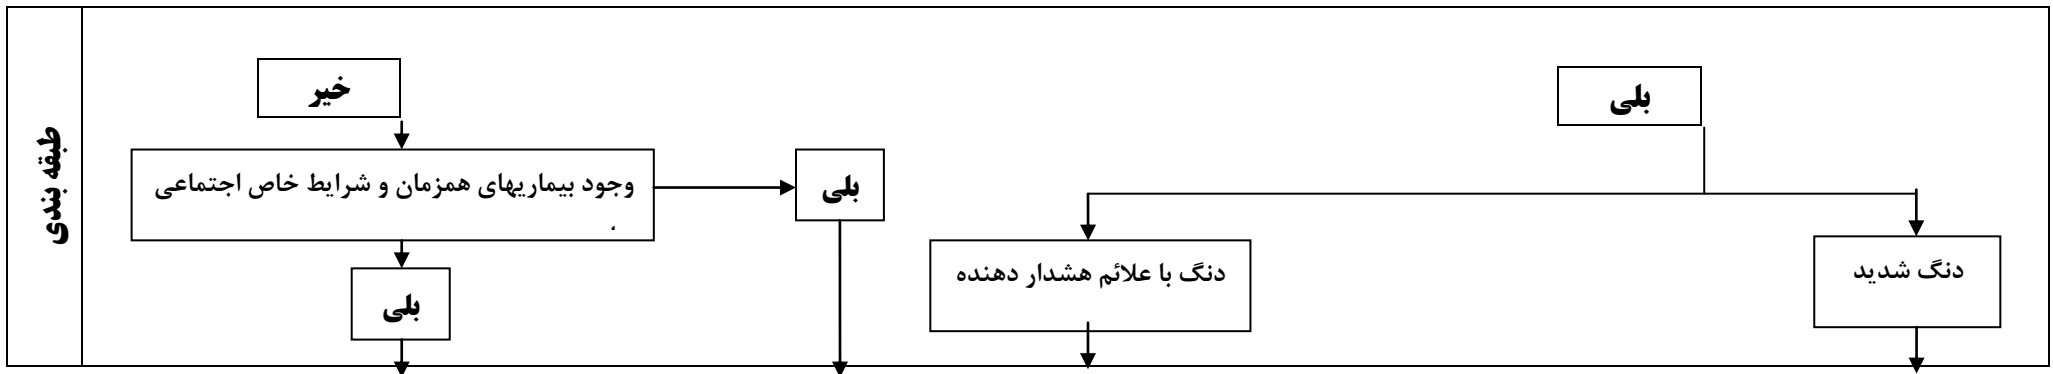 طبقه بندی
بلی
خیر
دنگ شدید
دنگ با علائم هشدار دهنده
وجود بیماریهای همزمان و شرایط خاص اجتماعی
بلی
بلی